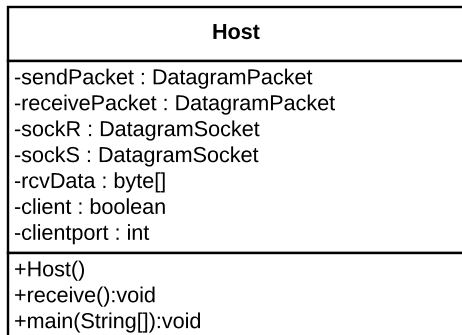 Host
-sendPacket : DatagramPacket
-receivePacket : DatagramPacket
-sockR : DatagramSocket
-sockS : DatagramSocket
-rcvData : byte[]
-client : boolean
-clientport : int
+Host()
+receive():void
+main(String[]):void